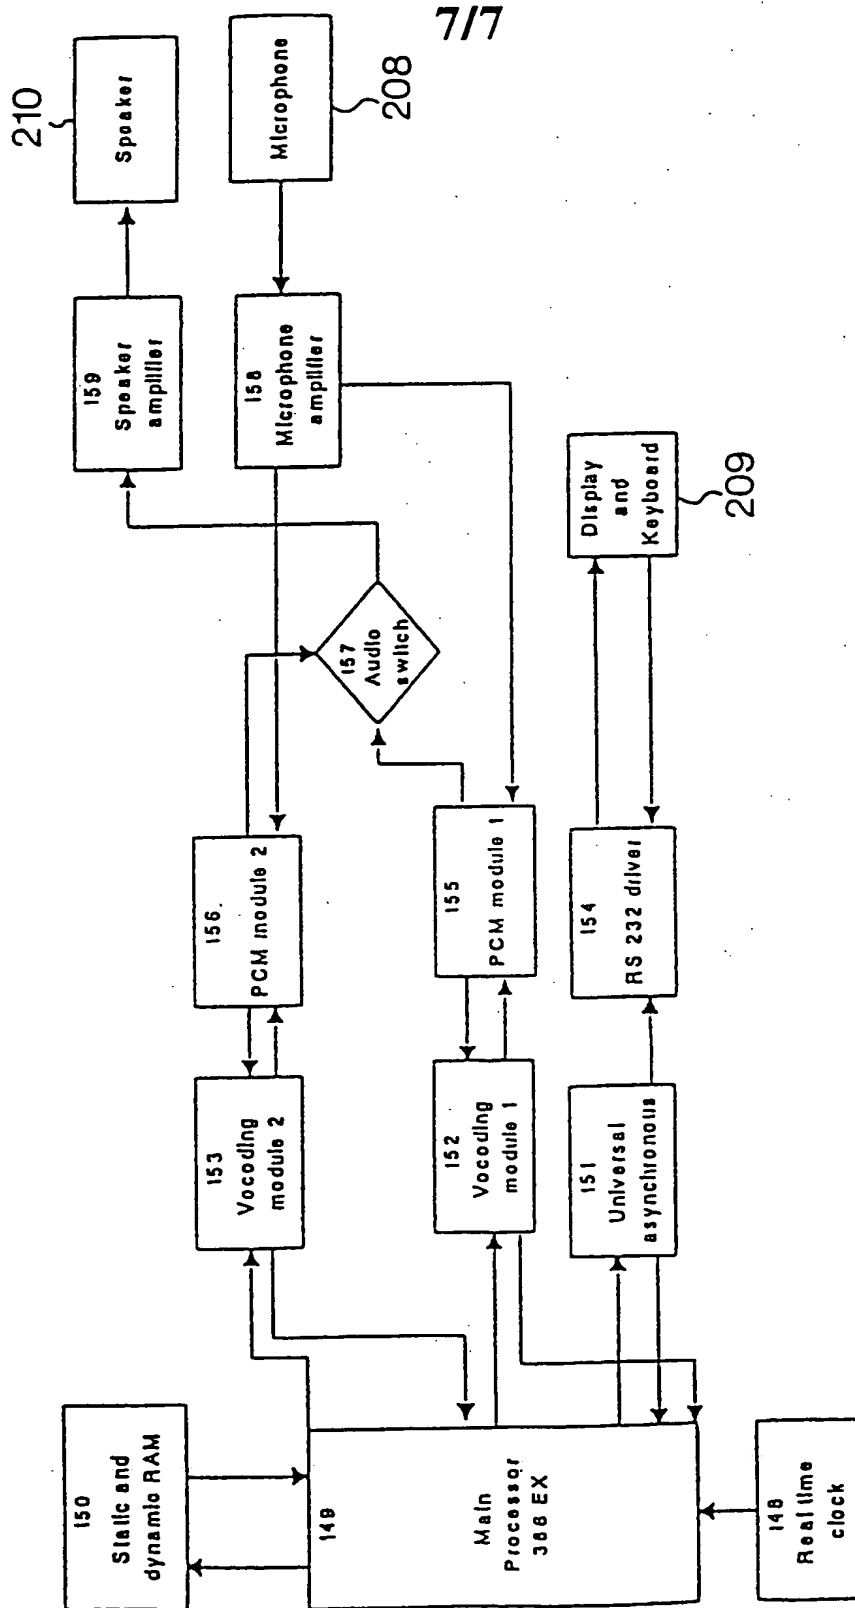 7/7
210
Speaker
Microphone
208
159
Speaker
amplifier
158
Microphone
amplifier
157
Audio
switch
Display
and
Keyboard
209
156.
PCM module 2
155
PCM module 1
154
RS 232 driver
153
Vocoding
module 2
152
Vocoding
module 1
151
Universal
asynchronous
150
Static and
dynamic RAM
149
Main
Processor
386 EX
148
Real time
clock